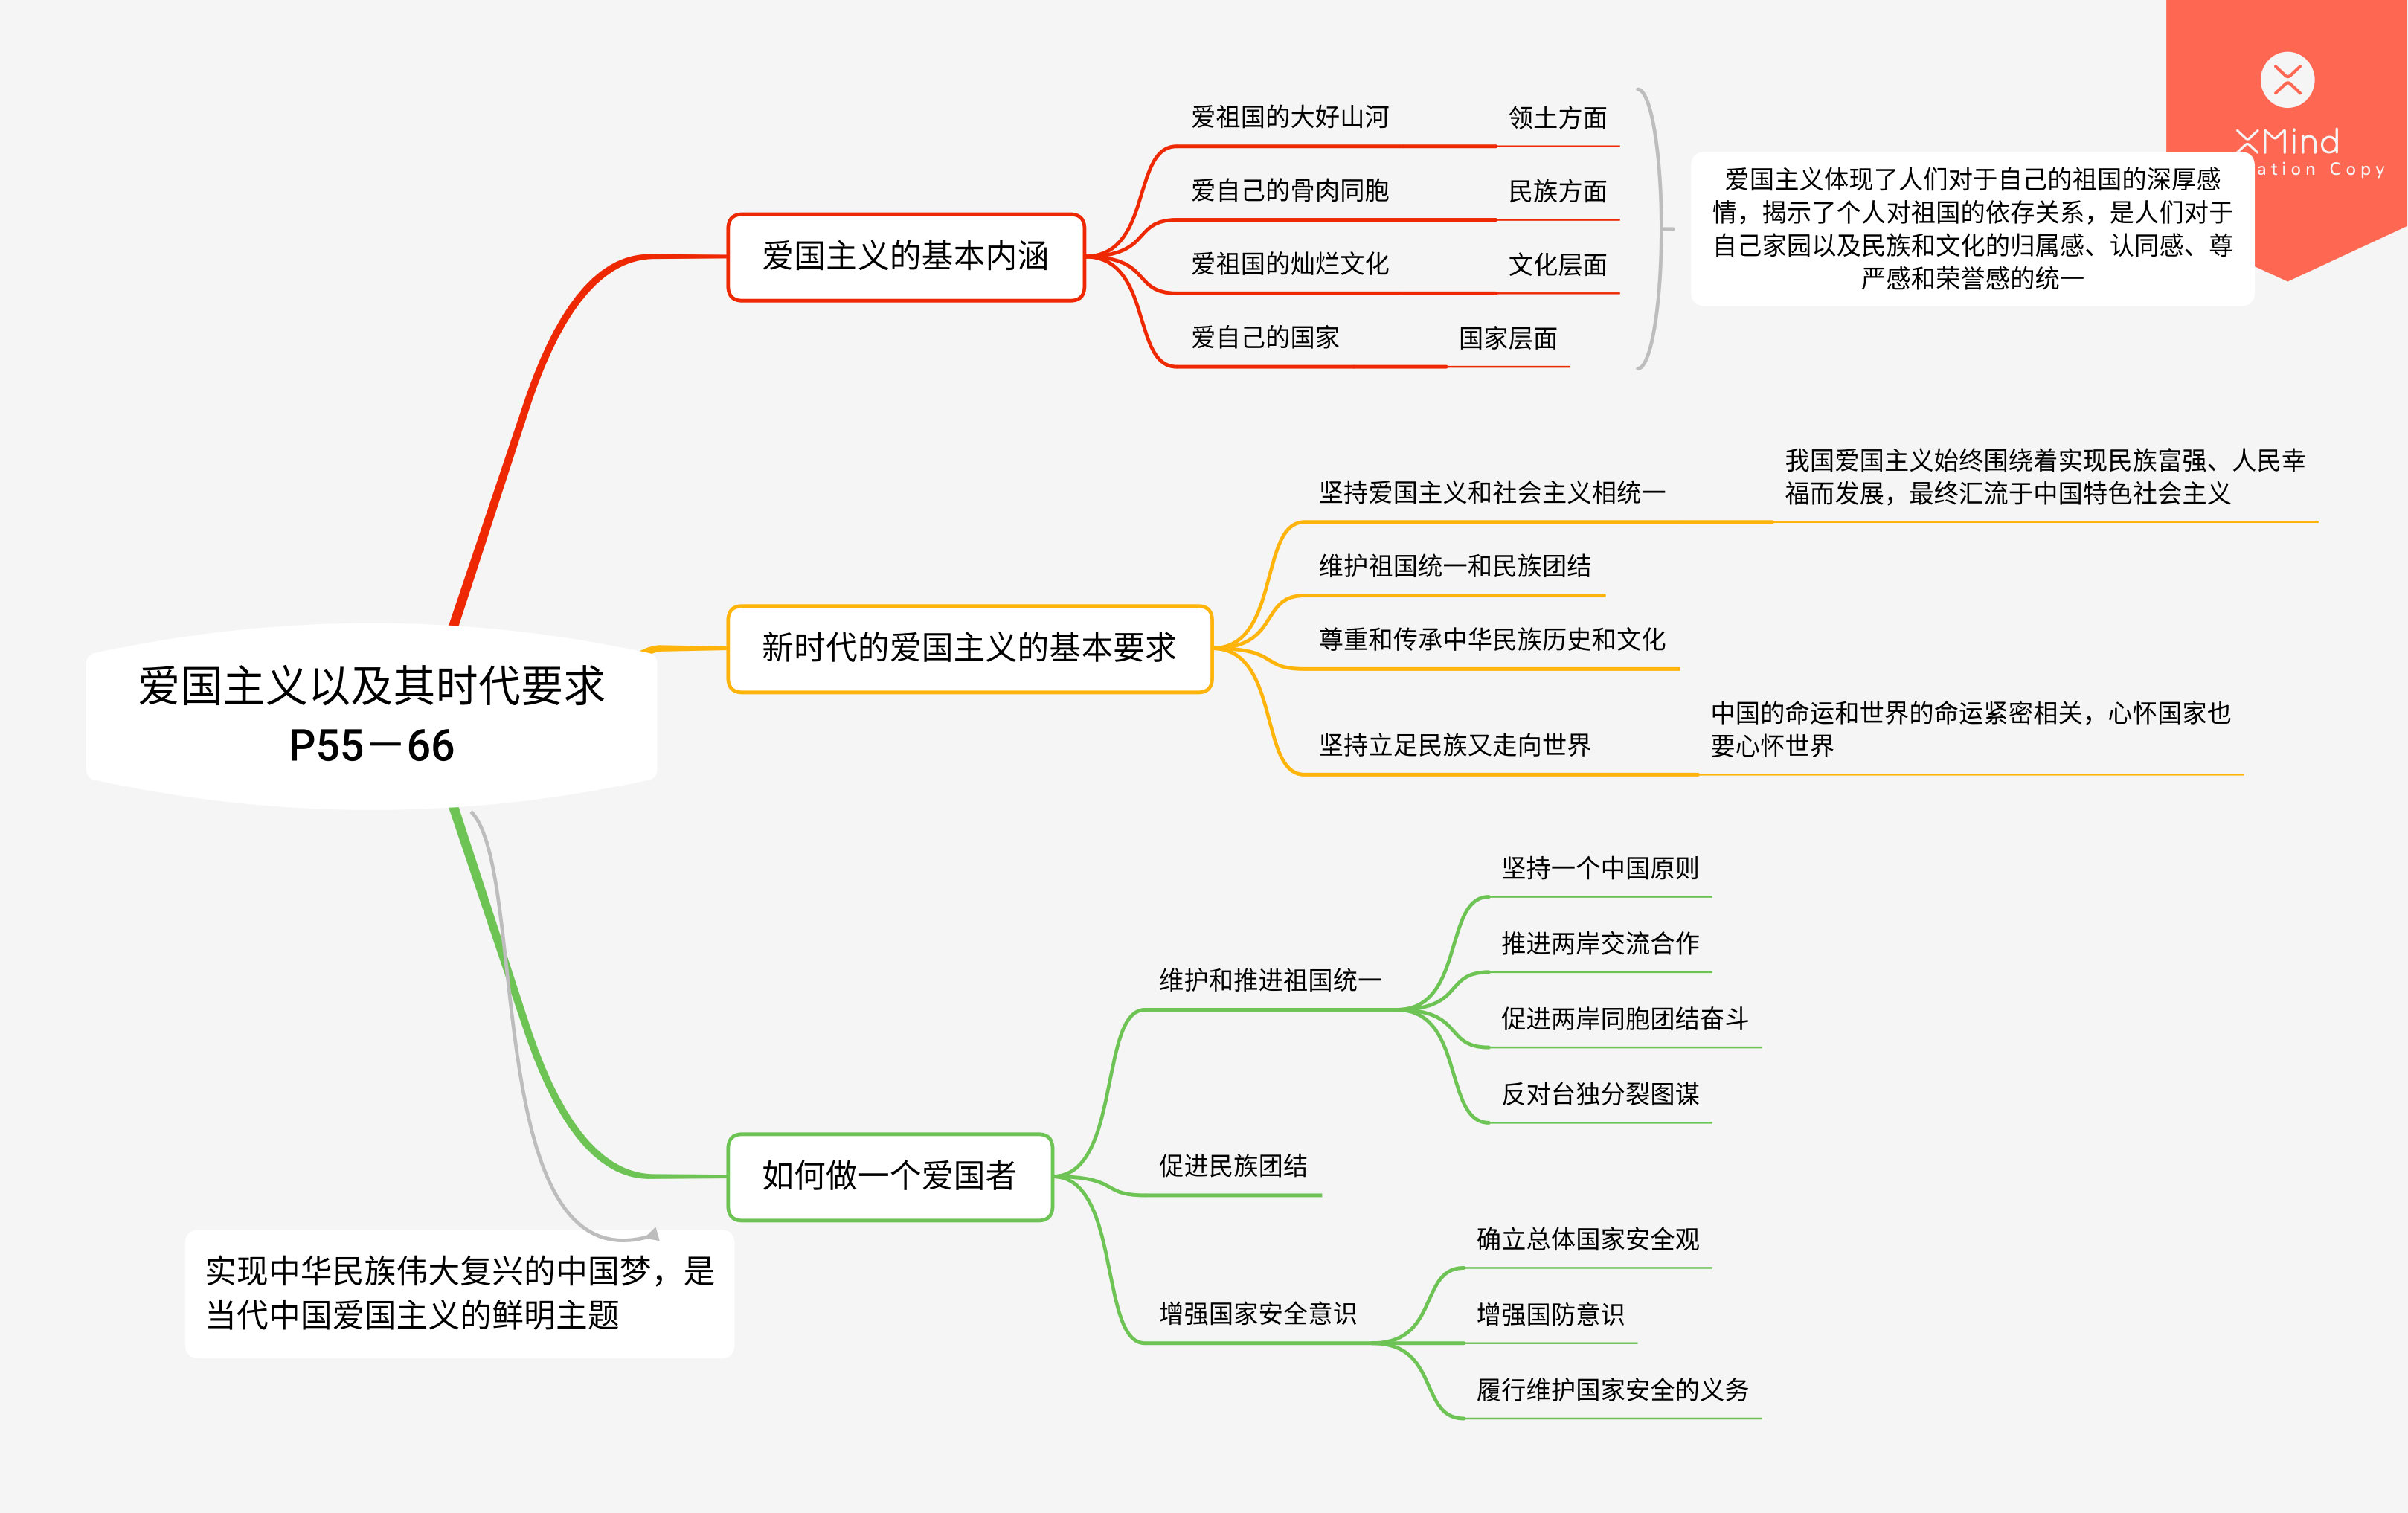 XMind
ation Copy
爱国主义以及其时代要求
P55－66
爱国主义的基本内涵
爱祖国的大好山河
领土方面
爱自己的骨肉同胞
民族方面
爱祖国的灿烂文化
文化层面
爱自己的国家
国家层面
爱国主义体现了人们对于自己的祖国的深厚感
情，揭示了个人对祖国的依存关系，是人们对于
自己家园以及民族和文化的归属感、认同感、尊
严感和荣誉感的统一
新时代的爱国主义的基本要求
坚持爱国主义和社会主义相统一
我国爱国主义始终围绕着实现民族富强、人民幸
福而发展，最终汇流于中国特色社会主义
维护祖国统一和民族团结
尊重和传承中华民族历史和文化
坚持立足民族又走向世界
中国的命运和世界的命运紧密相关，心怀国家也
要心怀世界
如何做一个爱国者
维护和推进祖国统一
坚持一个中国原则
推进两岸交流合作
促进两岸同胞团结奋斗
反对台独分裂图谋
促进民族团结
增强国家安全意识
确立总体国家安全观
增强国防意识
履行维护国家安全的义务
实现中华民族伟大复兴的中国梦，是
当代中国爱国主义的鲜明主题